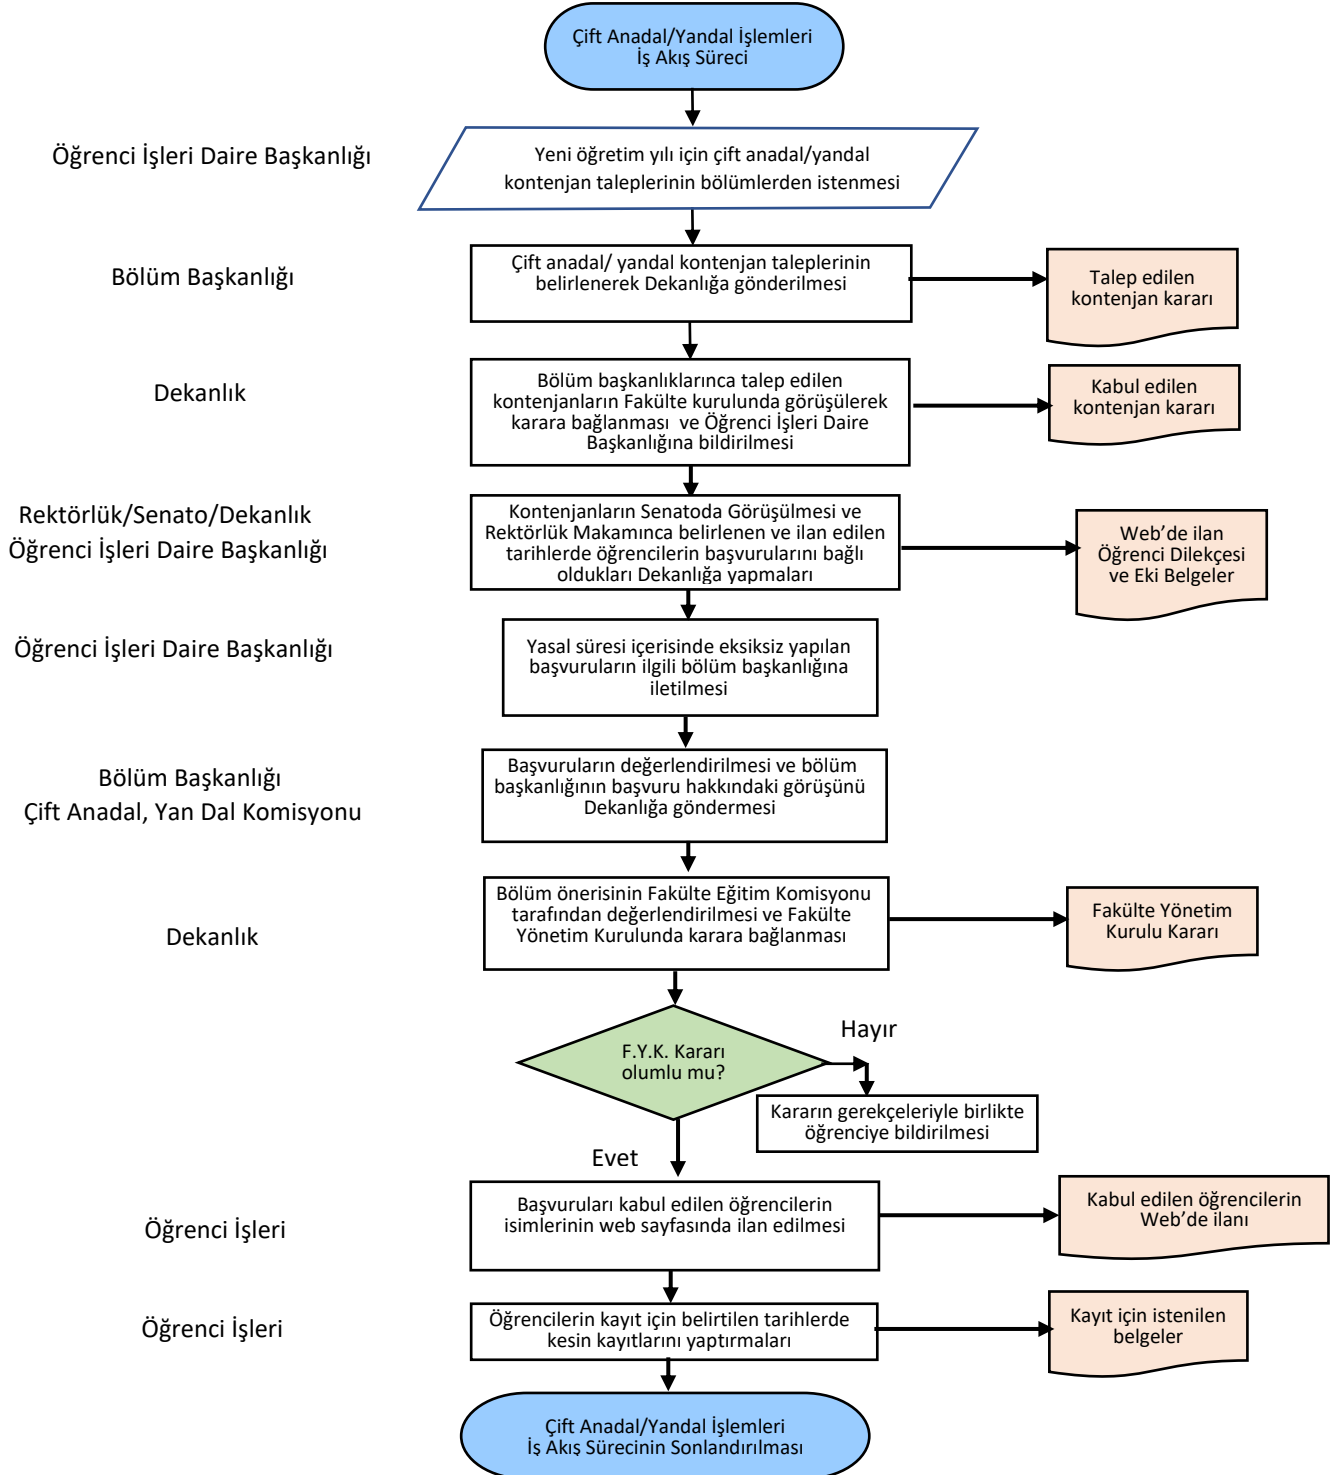 Çift Anadal/Yandal İşlemleri
İş Akış Süreci
Öğrenci İşleri Daire Başkanlığı
Yeni öğretim yılı için çift anadal/yandal
kontenjan taleplerinin bölümlerden istenmesi
Bölüm Başkanlığı
Çift anadal/ yandal kontenjan taleplerinin
belirlenerek Dekanlığa gönderilmesi
Talep edilen
kontenjan kararı
Dekanlık
Bölüm başkanlıklarınca talep edilen
kontenjanların Fakülte kurulunda görüşülerek
karara bağlanması  ve Öğrenci İşleri Daire
Başkanlığına bildirilmesi
Kabul edilen
kontenjan kararı
Rektörlük/Senato/Dekanlık
Öğrenci İşleri Daire Başkanlığı
Kontenjanların Senatoda Görüşülmesi ve
Rektörlük Makamınca belirlenen ve ilan edilen
tarihlerde öğrencilerin başvurularını bağlı
oldukları Dekanlığa yapmaları
Web’de ilan
Öğrenci Dilekçesi
ve Eki Belgeler
Öğrenci İşleri Daire Başkanlığı
Yasal süresi içerisinde eksiksiz yapılan
başvuruların ilgili bölüm başkanlığına
iletilmesi
Bölüm Başkanlığı
Çift Anadal, Yan Dal Komisyonu
Başvuruların değerlendirilmesi ve bölüm
başkanlığının başvuru hakkındaki görüşünü
Dekanlığa göndermesi
Dekanlık
Bölüm önerisinin Fakülte Eğitim Komisyonu
tarafından değerlendirilmesi ve Fakülte
Yönetim Kurulunda karara bağlanması
Fakülte Yönetim
Kurulu Kararı
F.Y.K. Kararı
olumlu mu?
Hayır
Kararın gerekçeleriyle birlikte
öğrenciye bildirilmesi
Evet
Öğrenci İşleri
Başvuruları kabul edilen öğrencilerin
isimlerinin web sayfasında ilan edilmesi
Kabul edilen öğrencilerin
Web’de ilanı
Öğrenci İşleri
Öğrencilerin kayıt için belirtilen tarihlerde
kesin kayıtlarını yaptırmaları
Kayıt için istenilen
belgeler
Çift Anadal/Yandal İşlemleri
İş Akış Sürecinin Sonlandırılması